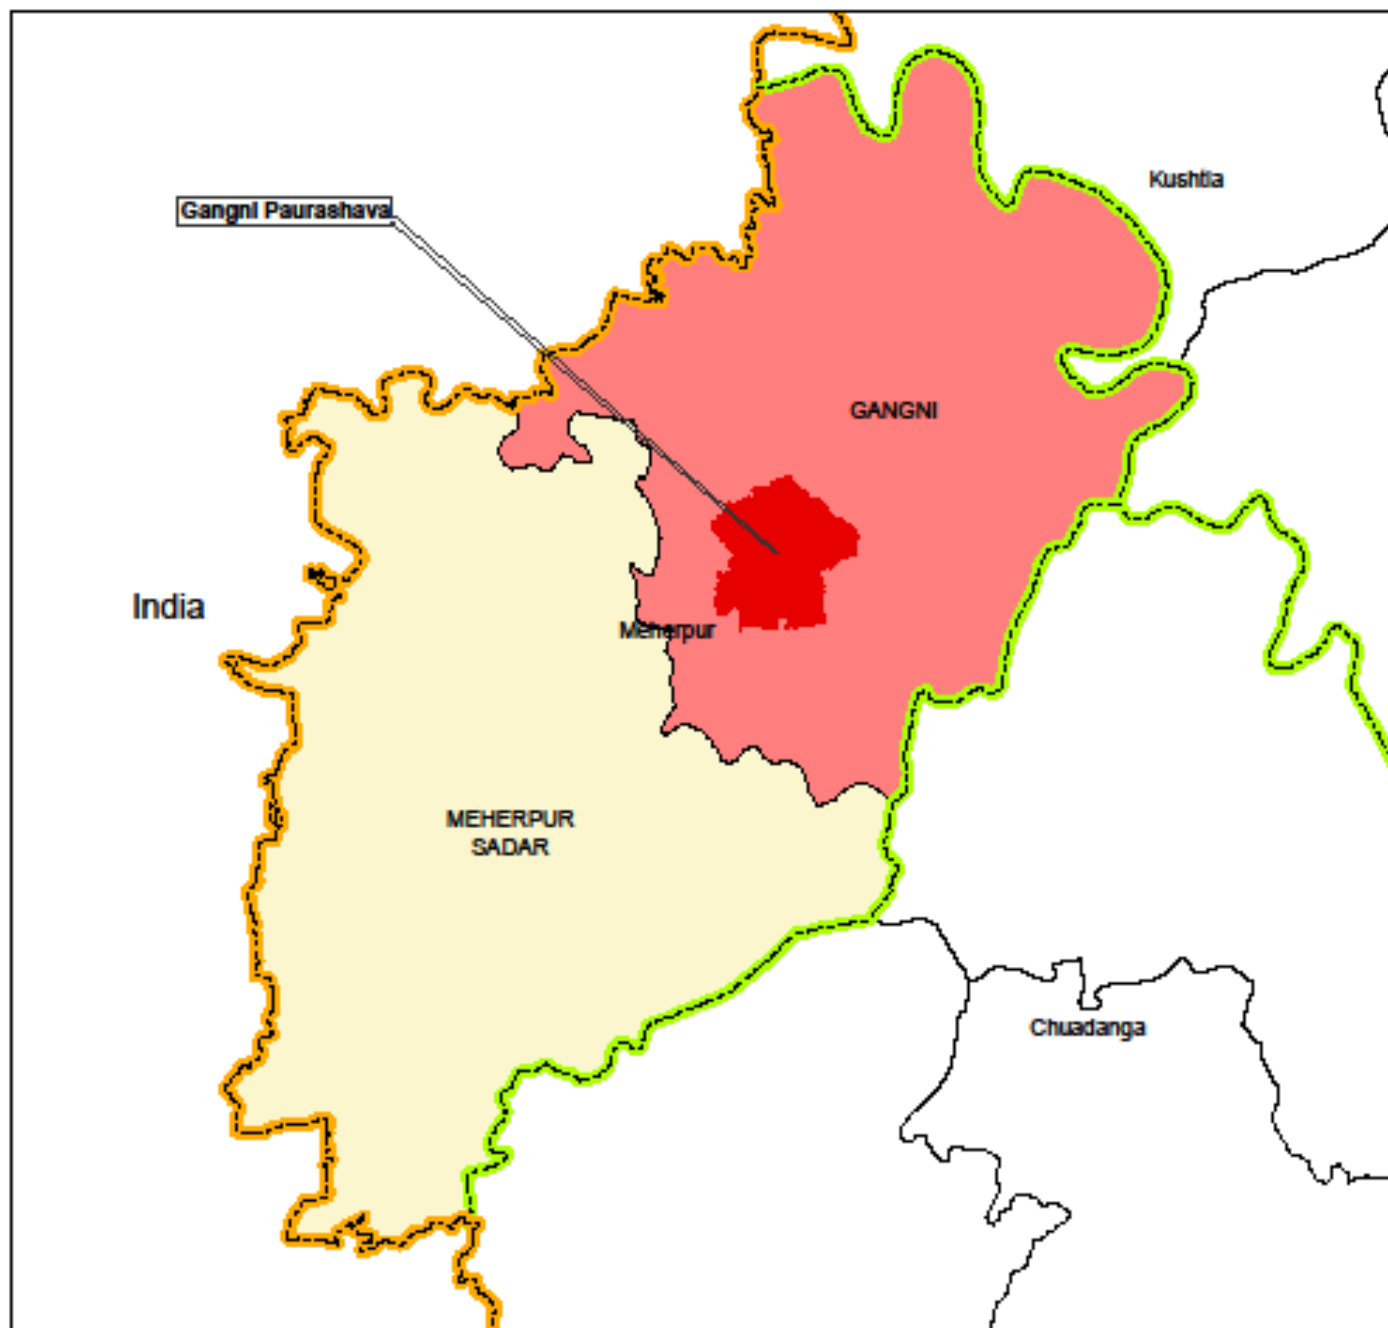 Kushtia
Gangni Paurashava
GANGNI
India
Meherpur
MEHERPUR
SADAR
Chuadanga